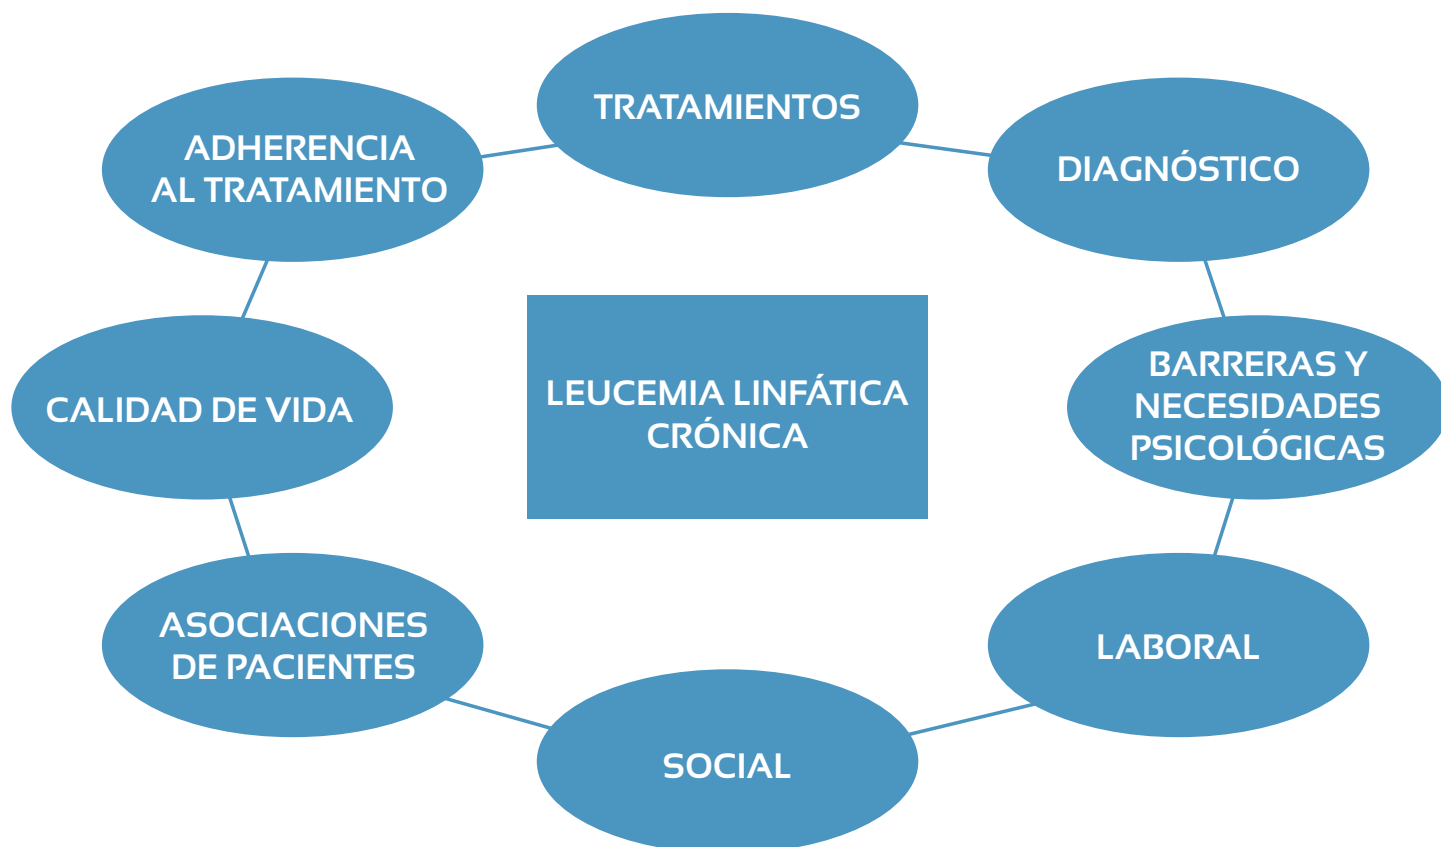 TRATAMIENTOS
ADHERENCIA
AL TRATAMIENTO
DIAGNÓSTICO
BARRERAS Y
NECESIDADES
PSICOLÓGICAS
LEUCEMIA LINFÁTICA
CRÓNICA
CALIDAD DE VIDA
ASOCIACIONES
DE PACIENTES
LABORAL
SOCIAL